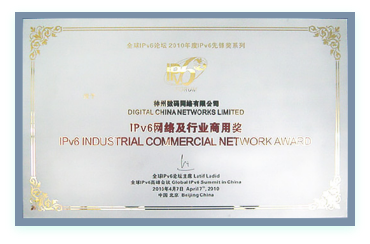 全球IPv6论坛 2010年度IPv6先锋奖系列
神州数码网络有限公司
DIGITAL CHINA NETWORKS LIMITED
IPv6网络及行业商用奖
IPv6 INDUSTRIAL COMMERCIAL NETWORK AWARD
全球IPv6论坛主席 Latif Ladid
全球IPv6高峰会议 Global IPv6 Summit in China
2010年4月7日 April 7th, 2010
中国 北京 Beijing China